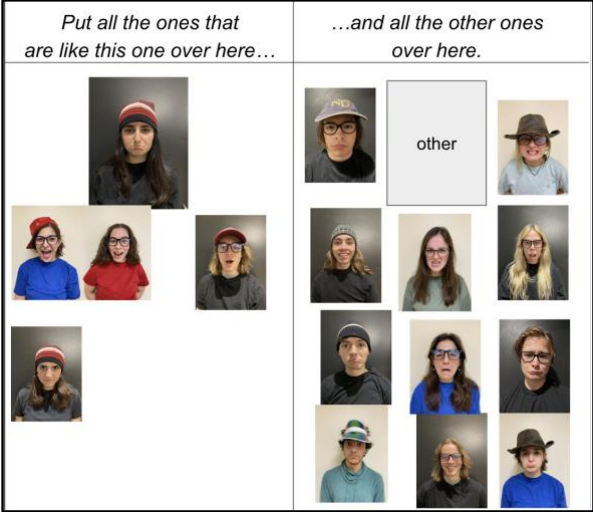 Put all the ones that
are like this one over here…
…and all the other ones
over here.
other